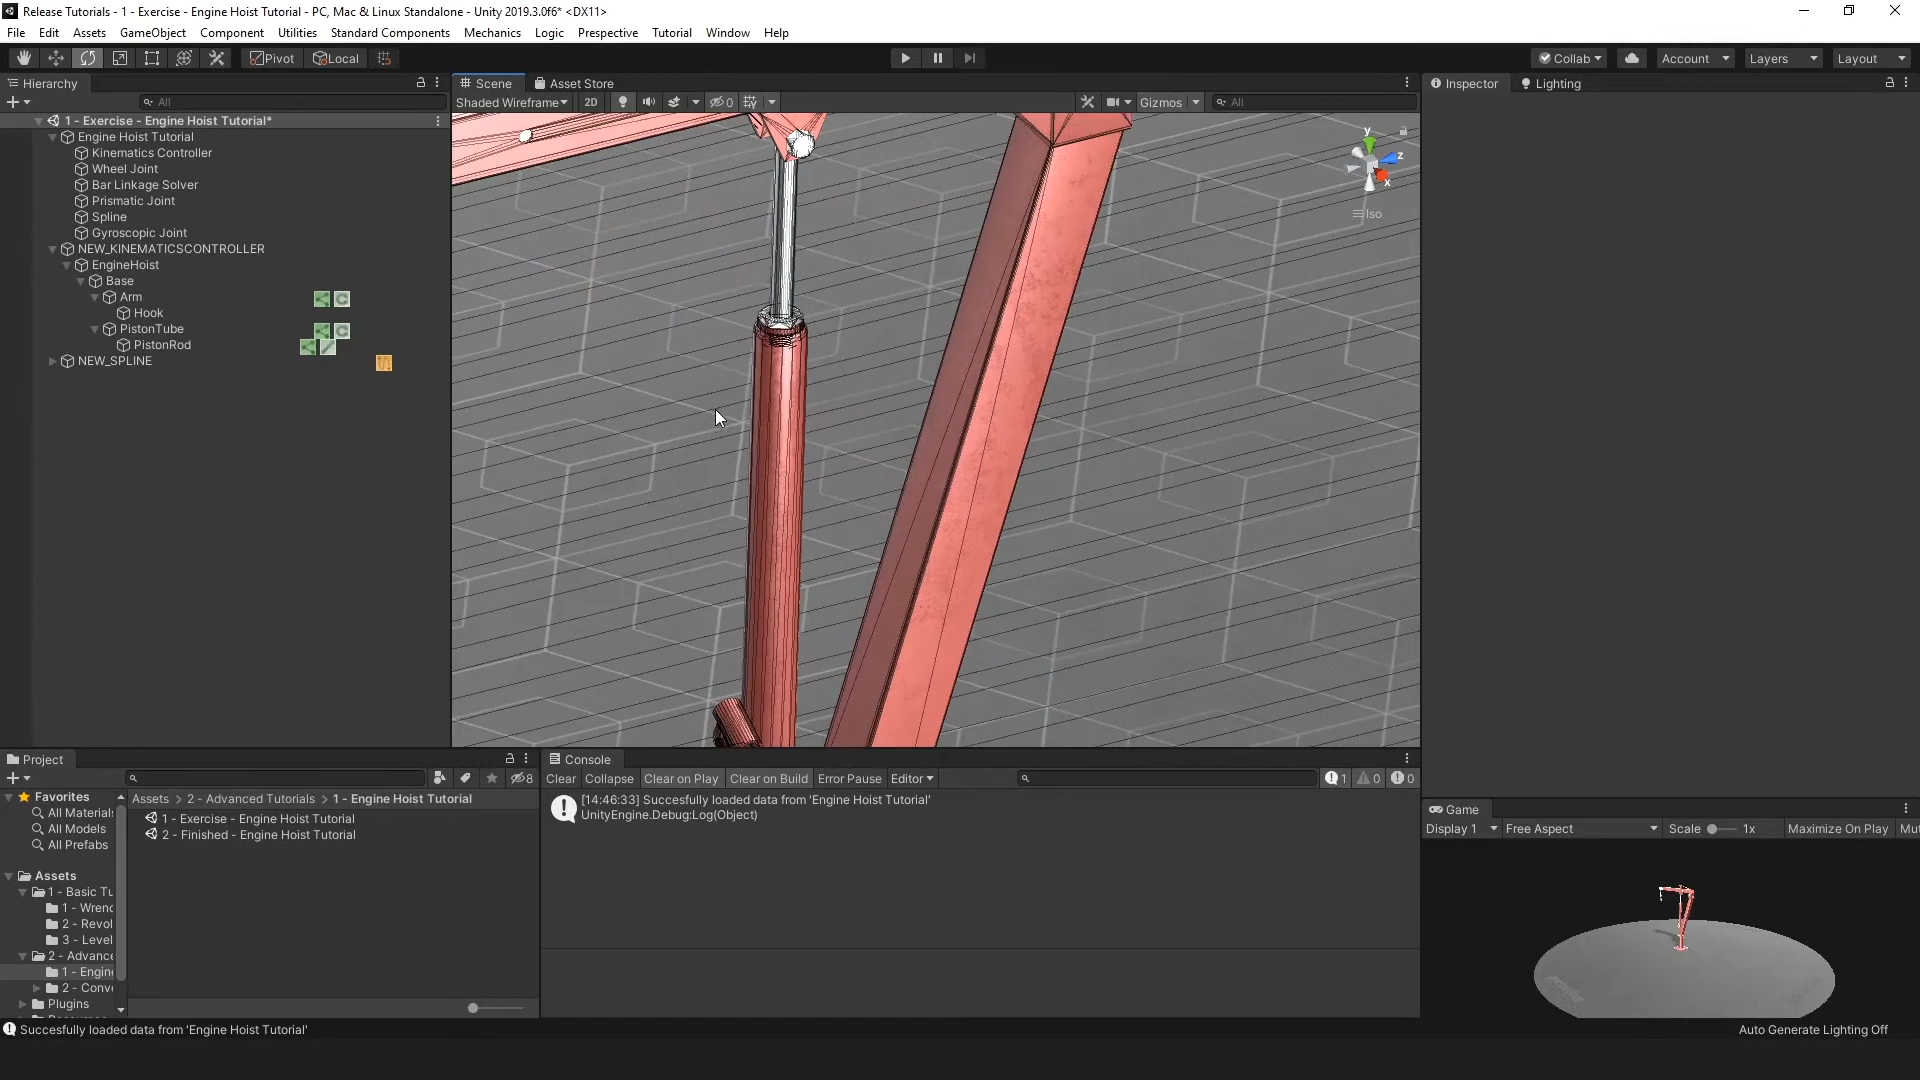 Release Tutorials - 1 - Exercise - Engine Hoist Tutorial - PC, Mac & Linux Standalone - Unity 2019.3.0f6* <DX11>
File Edit Assets GameObject Component Utilities Standard Components Mechanics Logic Perspective Tutorial Window Help
Pivot Local Collab Account Layers Layout
Hierarchy
All
1 - Exercise - Engine Hoist Tutorial*
Engine Hoist Tutorial
Kinematics Controller
Wheel Joint
Bar Linkage Solver
Prismatic Joint
Spline
Gyroscopic Joint
NEW_KINEMATICSCONTROLLER
EngineHoist
Base
Arm
Hook
PistonTube
PistonRod
NEW_SPLINE
Scene Asset Store
Shaded Wireframe 2D 0 Gizmos All
y
z
x
Iso
Inspector Lighting
Project
8
Favorites
All Materials
All Models
All Prefabs
Assets
1 - Basic Tu
1 - Wrenc
2 - Revol
3 - Level
2 - Advance
1 - Engine
2 - Conve
Plugins
Assets > 2 - Advanced Tutorials > 1 - Engine Hoist Tutorial
1 - Exercise - Engine Hoist Tutorial
2 - Finished - Engine Hoist Tutorial
Console
Clear Collapse Clear on Play Clear on Build Error Pause Editor 1 0 0
[14:46:33] Succesfully loaded data from 'Engine Hoist Tutorial'
UnityEngine.Debug:Log(Object)
Game
Display 1 Free Aspect Scale 1x Maximize On Play Mut
Succesfully loaded data from 'Engine Hoist Tutorial'
Auto Generate Lighting Off